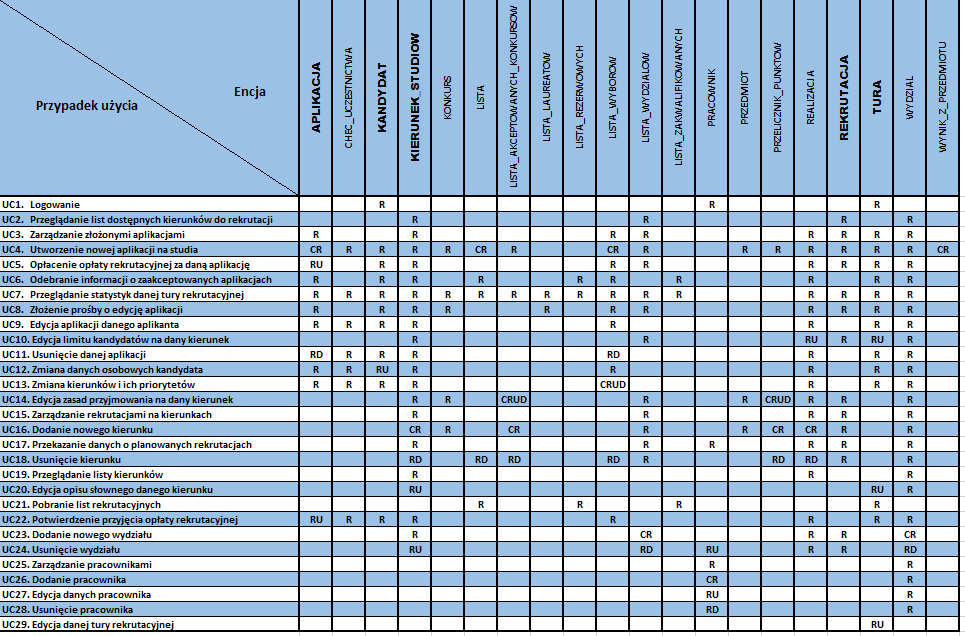 Encja
Przypadek użycia
APLIKACJA
CHEC_UCZESTNICTWA
KANDYDAT
KIERUNEK_STUDIOW
KONKURS
LISTA
LISTA_AKCEPTOWANYCH_KONKURSOW
LISTA_LAUREATOW
LISTA_REZERWOWYCH
LISTA_WYBOROW
LISTA_WYDZIALOW
LISTA_ZAKWALIFIKOWANYCH
PRACOWNIK
PRZEDMIOT
PRZELICZNIK_PUNKTOW
REALIZACJA
REKRUTACJA
TURA
WYDZIAL
WYNIK_Z_PRZEDMIOTU
UC1. Logowanie R R R
UC2. Przeglądanie list dostępnych kierunków do rekrutacji R R R R
UC3. Zarządzanie złożonymi aplikacjami R R R R R R R R
UC4. Utworzenie nowej aplikacji na studia CR R R R R CR R CR R R R R R R R CR
UC5. Opłacenie opłaty rekrutacyjnej za daną aplikację RU R R R R R R R R
UC6. Odebranie informacji o zaakceptowanych aplikacjach R R R R R R R R R R
UC7. Przeglądanie statystyk danej tury rekrutacyjnej R R R R R R R R R R R R R R R R
UC8. Złożenie prośby o edycję aplikacji R R R R R R R R R R R
UC9. Edycja aplikacji danego aplikanta R R R R R R R R
UC10. Edycja limitu kandydatów na dany kierunek R R RU R RU R
UC11. Usunięcie danej aplikacji RD R R R RD R R R
UC12. Zmiana danych osobowych kandydata R R RU R R R R R
UC13. Zmiana kierunków i ich priorytetów R R R R CRUD R R R
UC14. Edycja zasad przyjmowania na dany kierunek R R CRUD R R CRUD R R R
UC15. Zarządzanie rekrutacjami na kierunkach R R R R R
UC16. Dodanie nowego kierunku CR R CR R R CR CR R R
UC17. Przekazanie danych o planowanych rekrutacjach R R R R R R
UC18. Usunięcie kierunku RD RD RD RD R RD RD R R
UC19. Przeglądanie listy kierunków R R R
UC20. Edycja opisu słownego danego kierunku RU RU R
UC21. Pobranie list rekrutacyjnych R R R R
UC22. Potwierdzenie przyjęcia opłaty rekrutacyjnej RU R R R R R R R
UC23. Dodanie nowego wydziału R CR R R CR
UC24. Usunięcie wydziału RU RD RU R R RD
UC25. Zarządzanie pracownikami R R
UC26. Dodanie pracownika CR R
UC27. Edycja danych pracownika RU R
UC28. Usunięcie pracownika RD R
UC29. Edycja danej tury rekrutacyjnej RU